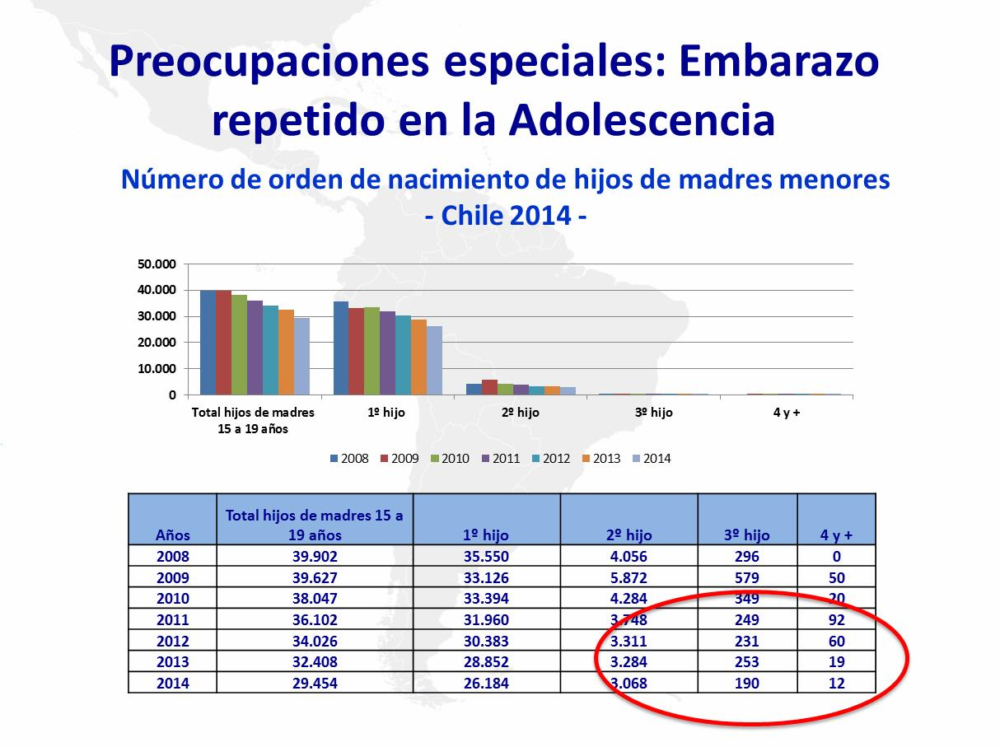 Preocupaciones especiales: Embarazo
repetido en la Adolescencia
Número de orden de nacimiento de hijos de madres menores
- Chile 2014 -
50.000
40.000
30.000
20.000
10.000
0
Total hijos de madres 15 a 19 años 1º hijo 2º hijo 3º hijo 4 y +
2008 2009 2010 2011 2012 2013 2014
Años Total hijos de madres 15 a 19 años 1º hijo 2º hijo 3º hijo 4 y +
2008 39.902 35.550 4.056 296 0
2009 39.627 33.126 5.872 579 50
2010 38.047 33.394 4.284 349 20
2011 36.102 31.960 3.748 249 92
2012 34.026 30.383 3.311 231 60
2013 32.408 28.852 3.284 253 19
2014 29.454 26.184 3.068 190 12